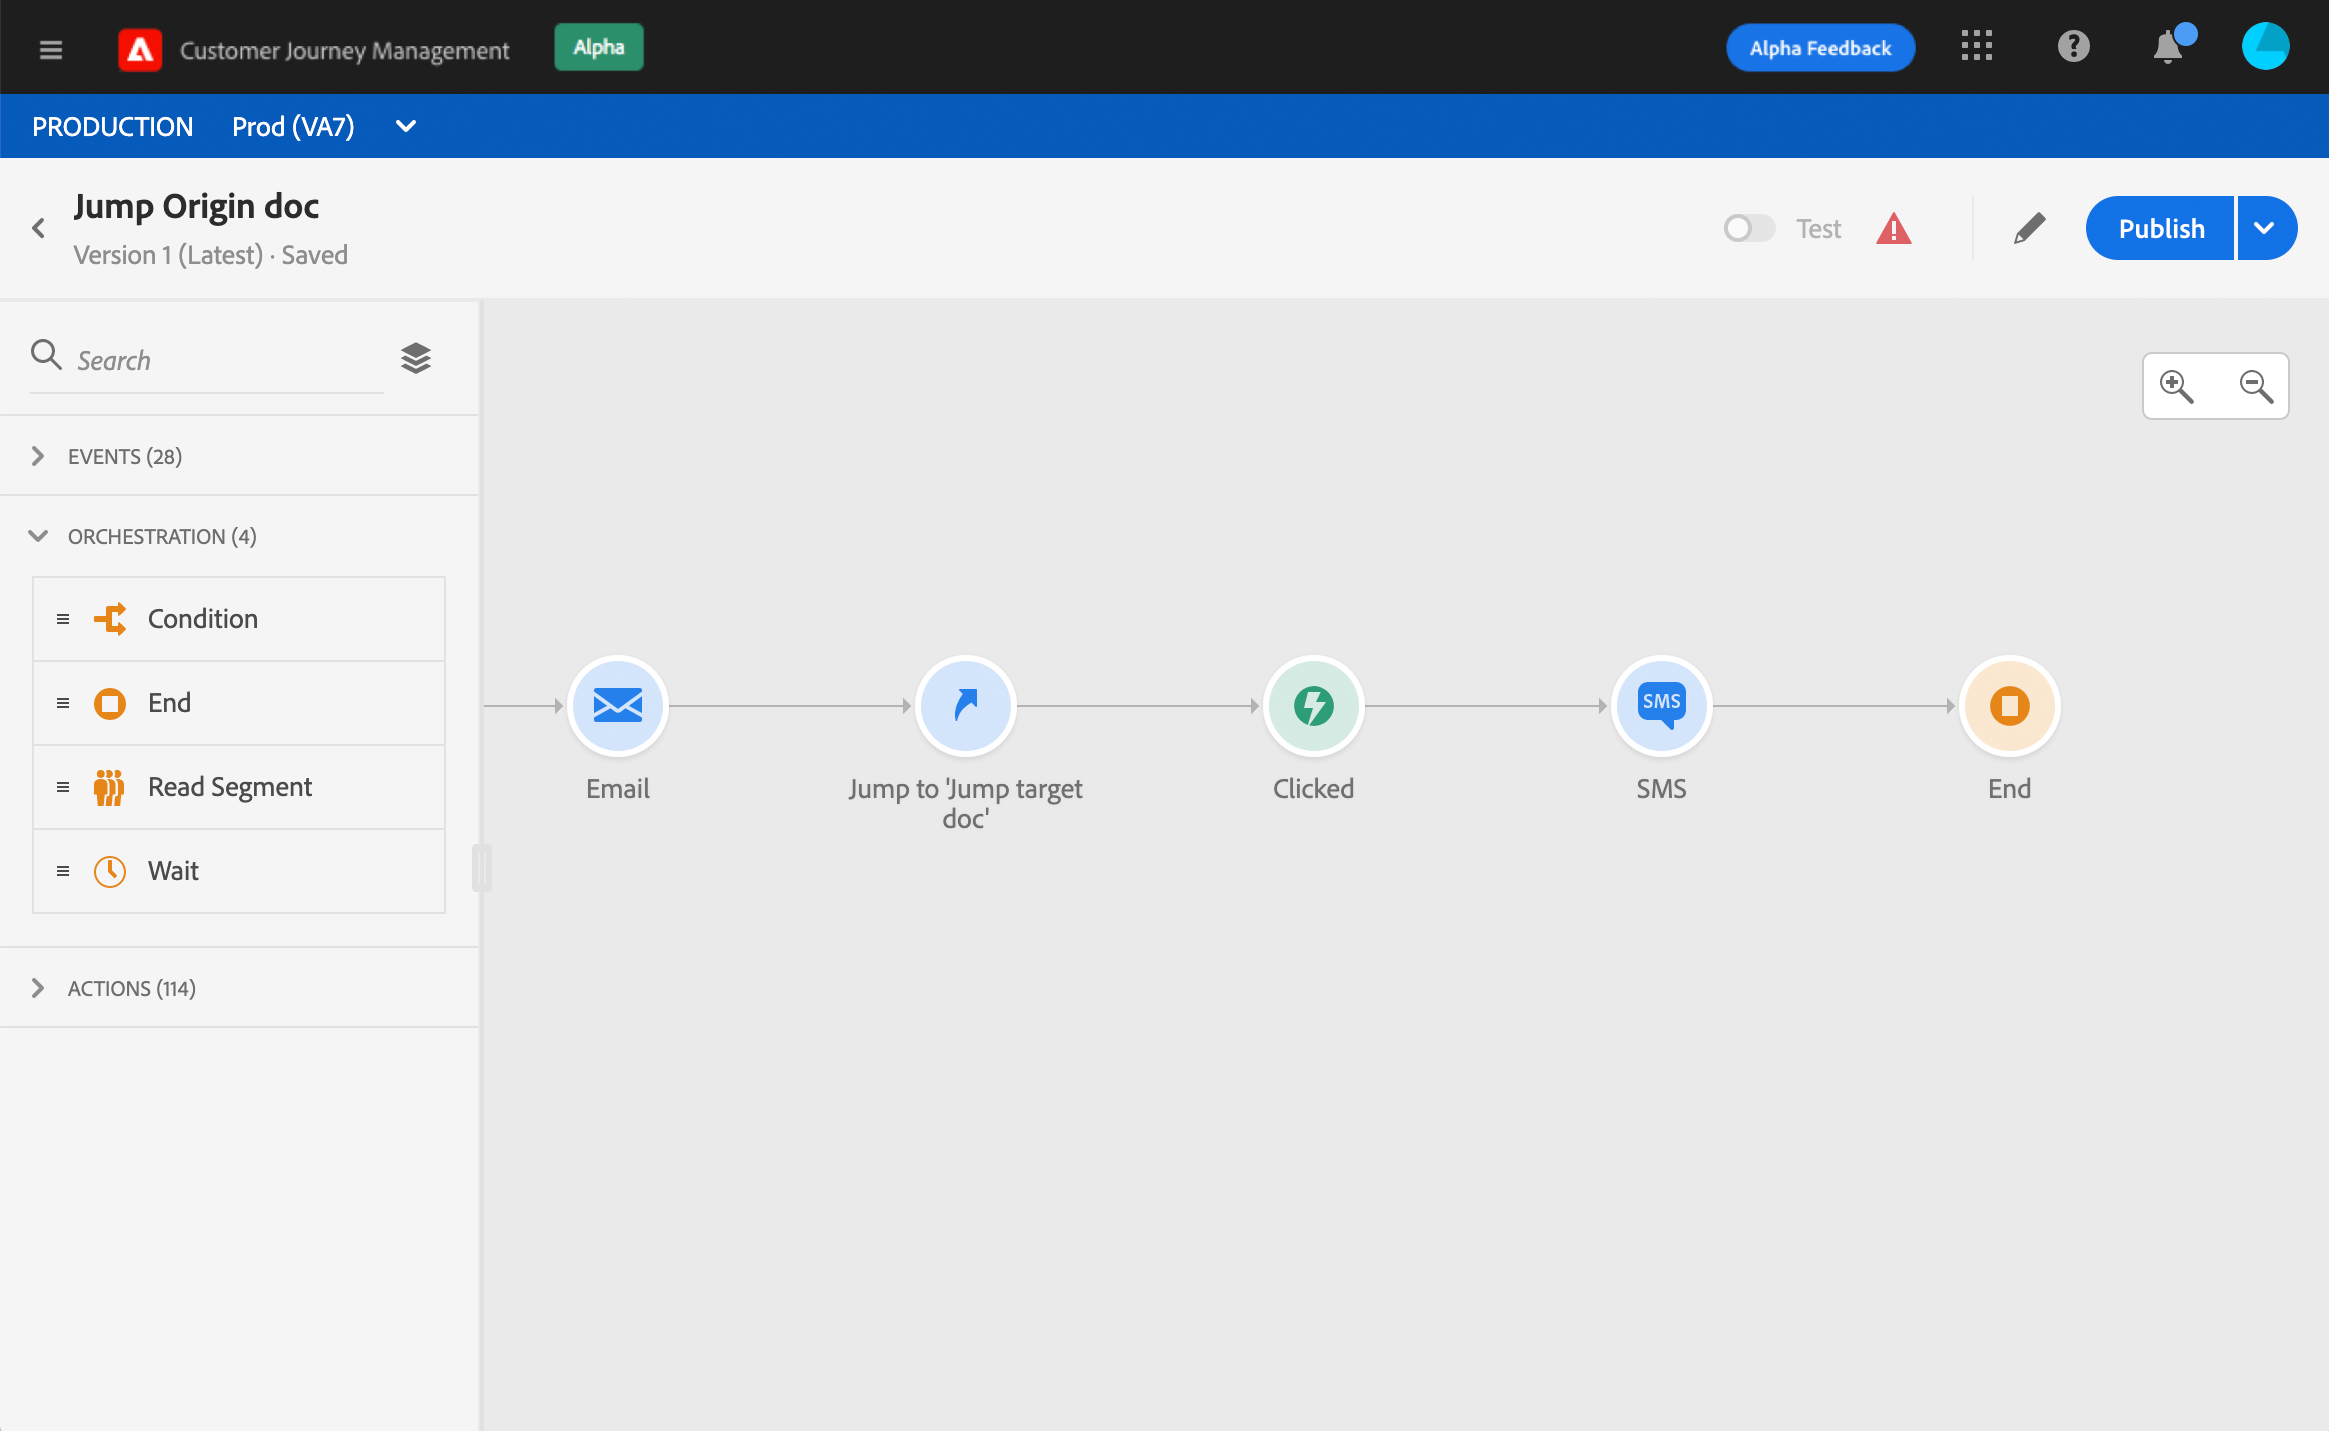 Customer Journey Management
Alpha
Alpha Feedback
PRODUCTION
Prod (VA7)
Jump Origin doc
Version 1 (Latest) · Saved
Test
Publish
Search
EVENTS (28)
ORCHESTRATION (4)
Condition
End
Read Segment
Wait
ACTIONS (114)
SMS
Email
Jump to 'Jump target
doc'
Clicked
SMS
End